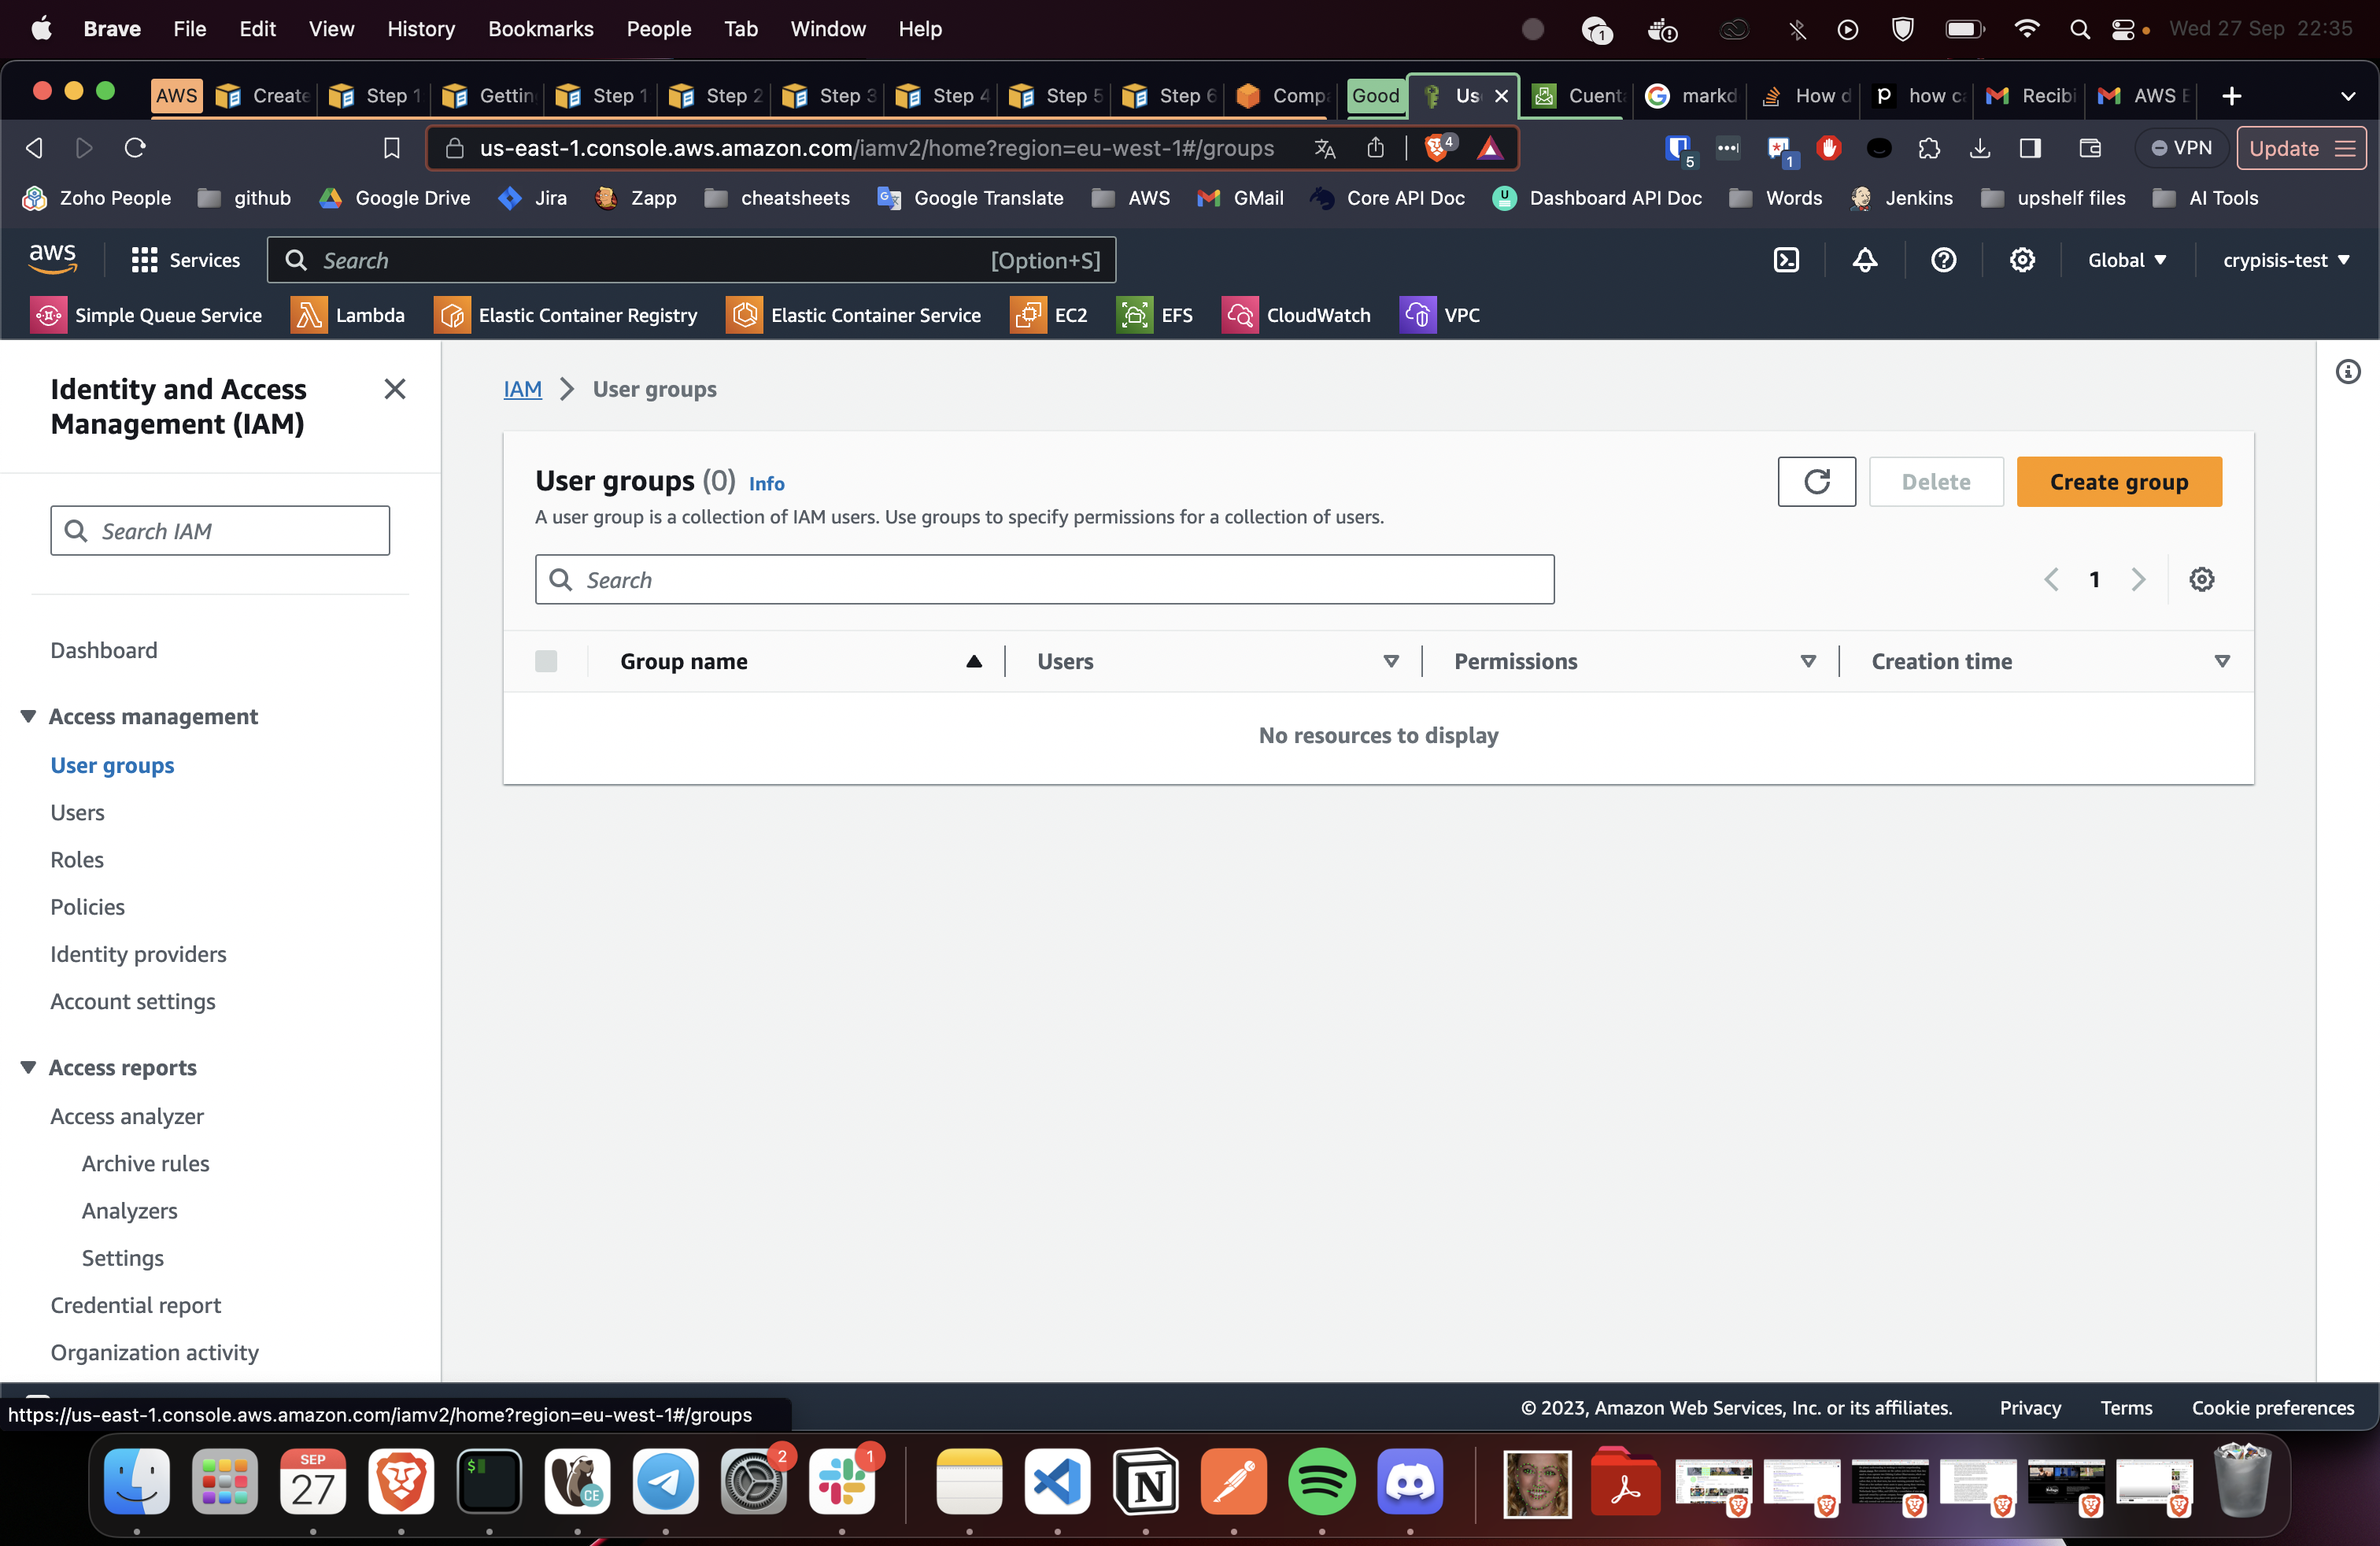 Brave File Edit View History Bookmarks People Tab Window Help 1 Wed 27 Sep 22:35
AWS Create Step 1 Gettin Step 1 Step 2 Step 3 Step 4 Step 5 Step 6 Comp Good Us Cuent markd How d how c Recibi AWS
us-east-1.console.aws.amazon.com/iamv2/home?region=eu-west-1#/groups 4 5 1 VPN Update
Zoho People github Google Drive Jira Zapp cheatsheets Google Translate AWS GMail Core API Doc Dashboard API Doc Words Jenkins upshelf files AI Tools
aws Services Search [Option+S] Global crypisis-test
Simple Queue Service Lambda Elastic Container Registry Elastic Container Service EC2 EFS CloudWatch VPC
Identity and Access
Management (IAM)
Search IAM
Dashboard
Access management
User groups
Users
Roles
Policies
Identity providers
Account settings
Access reports
Access analyzer
Archive rules
Analyzers
Settings
Credential report
Organization activity
IAM User groups
User groups (0) Info
Delete Create group
A user group is a collection of IAM users. Use groups to specify permissions for a collection of users.
Search
1
Group name Users Permissions Creation time
No resources to display
https://us-east-1.console.aws.amazon.com/iamv2/home?region=eu-west-1#/groups
© 2023, Amazon Web Services, Inc. or its affiliates. Privacy Terms Cookie preferences
SEP
27
$
CE
2
1
N